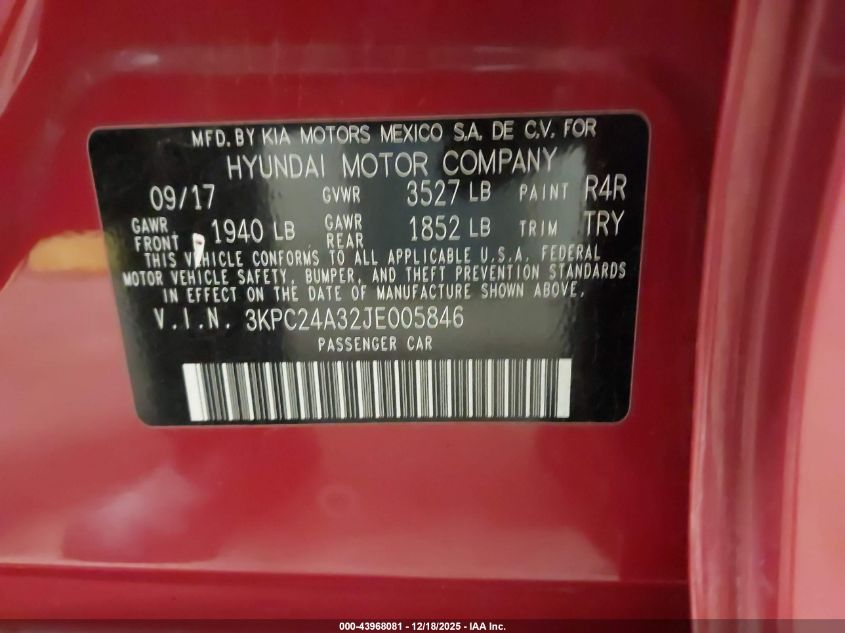 MFD. BY KIA MOTORS MEXICO S.A. DE C.V. FOR
HYUNDAI MOTOR COMPANY
09/17 GVWR 3527 LB PAINT R4R
GAWR FRONT 1940 LB GAWR REAR 1852 LB TRIM TRY
THIS VEHICLE CONFORMS TO ALL APPLICABLE U.S.A. FEDERAL
MOTOR VEHICLE SAFETY, BUMPER, AND THEFT PREVENTION STANDARDS
IN EFFECT ON THE DATE OF MANUFACTURE SHOWN ABOVE.
V.I.N. 3KPC24A32JE005846
PASSENGER CAR
000-43968081 - 12/18/2025 - IAA Inc.